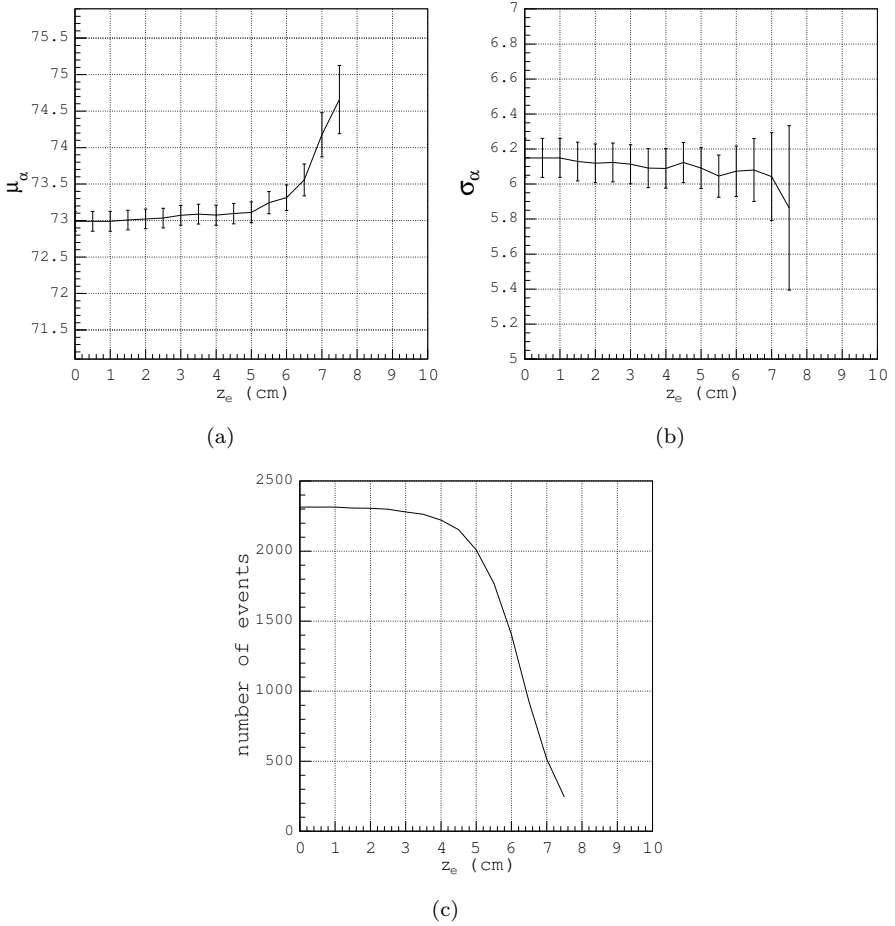 75.5
75
74.5
74
73.5
73
72.5
72
71.5
μα
0 1 2 3 4 5 6 7 8 9 10
ze (cm)
(a)
7
6.8
6.6
6.4
6.2
6
5.8
5.6
5.4
5.2
5
σα
0 1 2 3 4 5 6 7 8 9 10
ze (cm)
(b)
2500
2000
1500
1000
500
0
number of events
0 1 2 3 4 5 6 7 8 9 10
ze (cm)
(c)